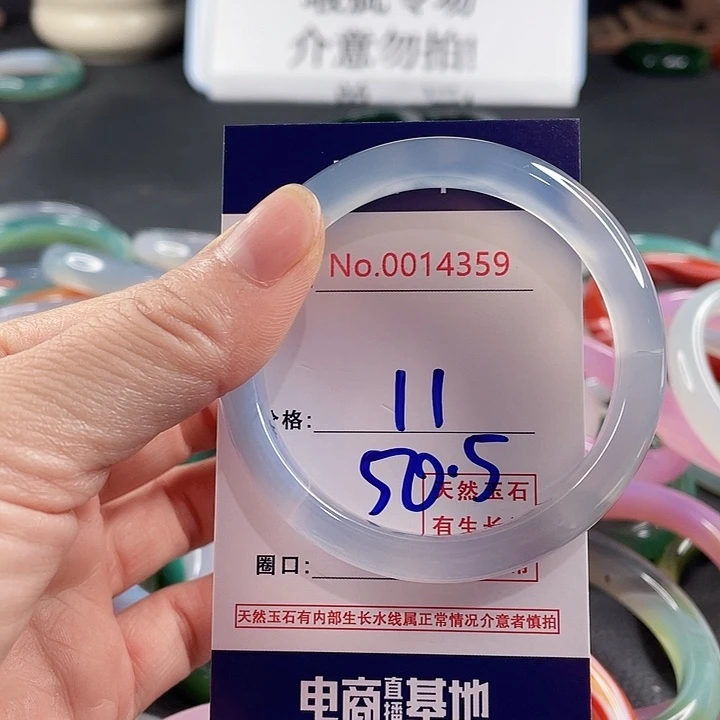 介意勿拍!
No.0014359
格: 11
50.5
天然玉石
有生长
圈口:
天然玉石有内部生长水线属正常情况介意者慎拍
电商直播基地